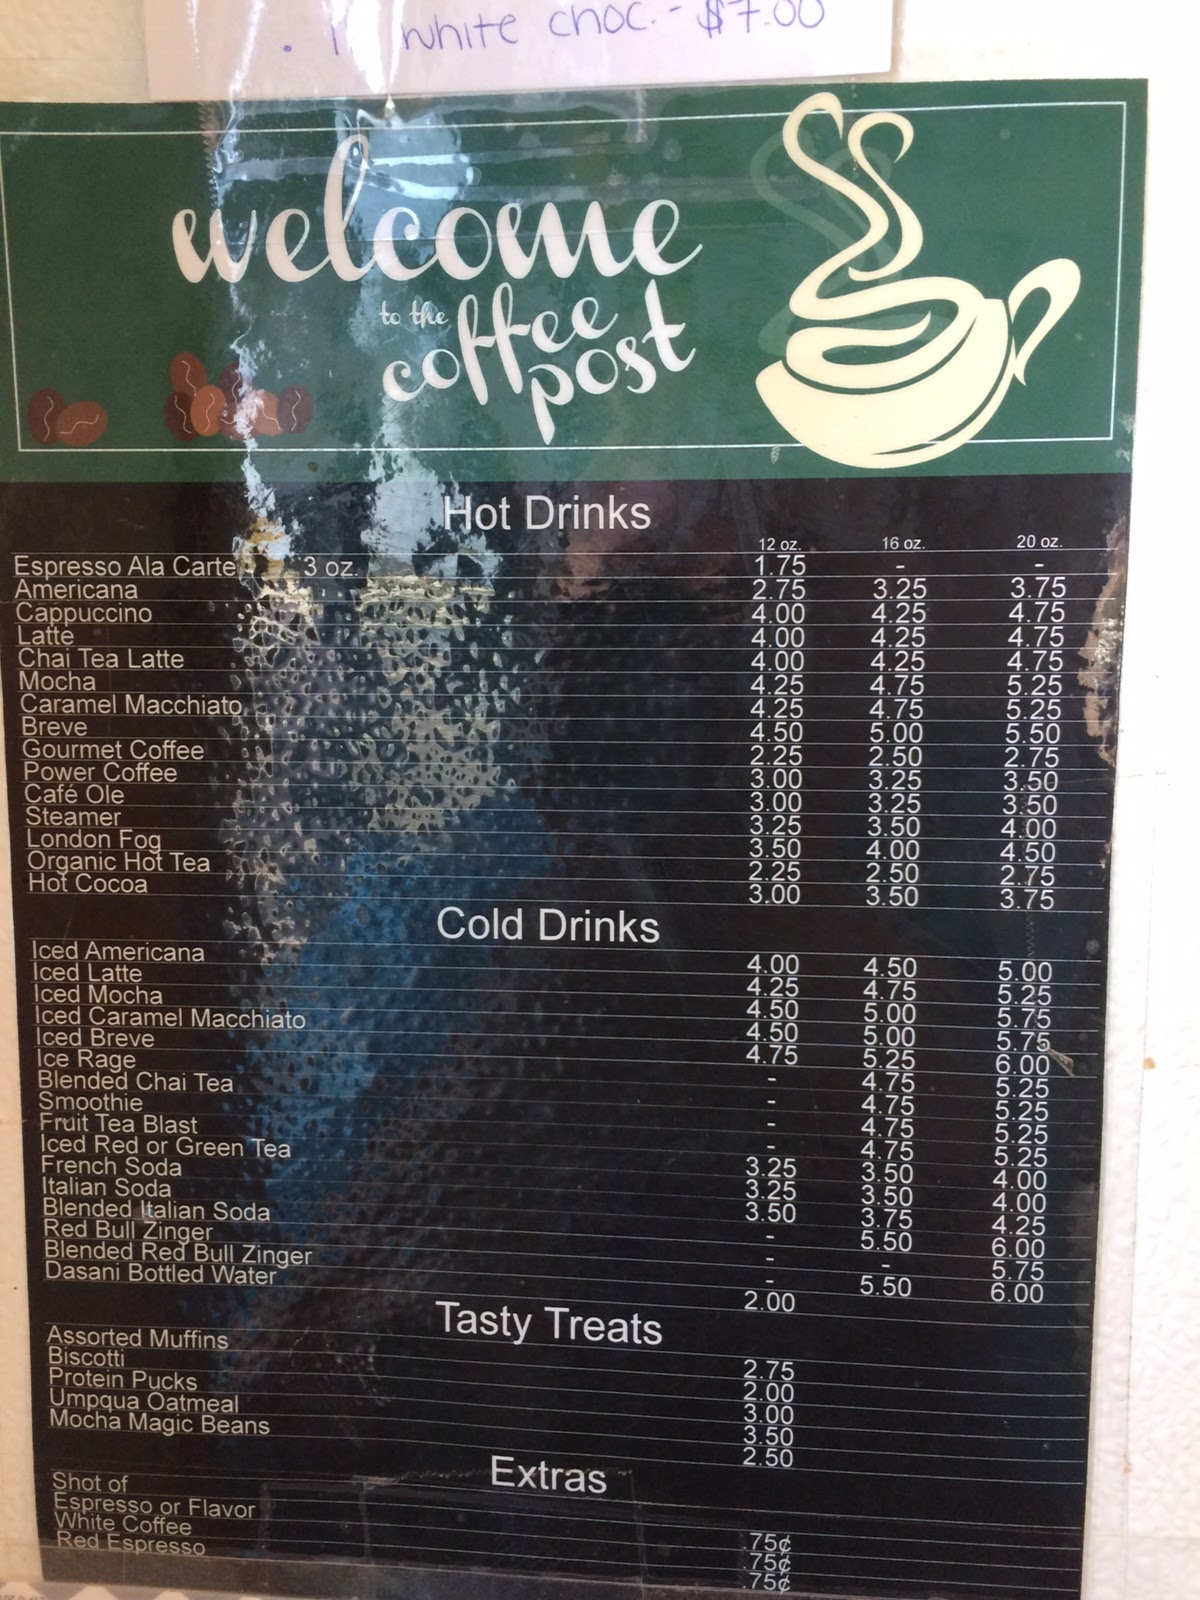 white choc. - $7.00
welcome
to the
coffee
post
Hot Drinks
12 oz. 16 oz. 20 oz.
Espresso Ala Carte 3 oz. 1.75 - -
Americana 2.75 3.25 3.75
Cappuccino 4.00 4.25 4.75
Latte 4.00 4.25 4.75
Chai Tea Latte 4.00 4.25 4.75
Mocha 4.25 4.75 5.25
Caramel Macchiato 4.25 4.75 5.25
Breve 4.50 5.00 5.50
Gourmet Coffee 2.25 2.50 2.75
Power Coffee 3.00 3.25 3.50
Café Ole 3.00 3.25 3.50
Steamer 3.25 3.50 4.00
London Fog 3.50 4.00 4.50
Organic Hot Tea 2.25 2.50 2.75
Hot Cocoa 3.00 3.50 3.75
Cold Drinks
Iced Americana 4.00 4.50 5.00
Iced Latte 4.25 4.75 5.25
Iced Mocha 4.50 5.00 5.75
Iced Caramel Macchiato 4.50 5.00 5.75
Iced Breve 4.75 5.25 6.00
Ice Rage - 4.75 5.25
Blended Chai Tea - 4.75 5.25
Smoothie - 4.75 5.25
Fruit Tea Blast - 4.75 5.25
Iced Red or Green Tea 3.25 3.50 4.00
French Soda 3.25 3.50 4.00
Italian Soda 3.50 3.75 4.25
Blended Italian Soda - 5.50 6.00
Red Bull Zinger - - 5.75
Blended Red Bull Zinger - 5.50 6.00
Dasani Bottled Water 2.00
Tasty Treats
Assorted Muffins 2.75
Biscotti 2.00
Protein Pucks 3.00
Umpqua Oatmeal 3.50
Mocha Magic Beans 2.50
Extras
Shot of
Espresso or Flavor .75¢
White Coffee .75¢
Red Espresso .75¢